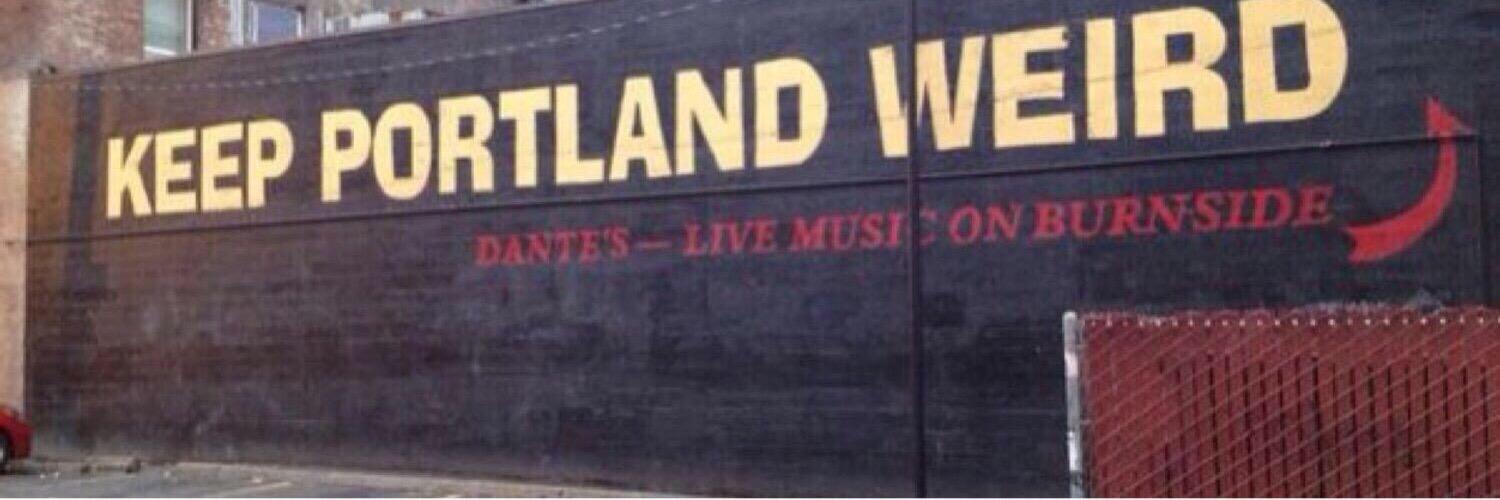 KEEP PORTLAND WEIRD
DANTE'S — LIVE MUSIC ON BURNSIDE